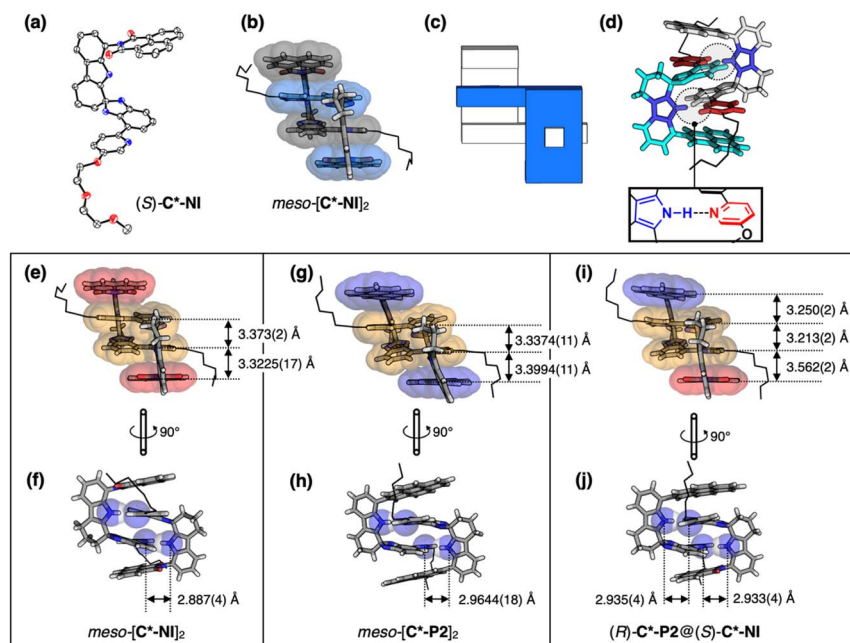 (a)
(b)
(c)
(d)
(S)-C*-NI
meso-[C*-NI]₂
N-H---N
O
(e)
(g)
(i)
3.373(2) Å
3.3225(17) Å
3.3374(11) Å
3.3994(11) Å
3.250(2) Å
3.213(2) Å
3.562(2) Å
90°
90°
90°
(f)
(h)
(j)
2.887(4) Å
2.9644(18) Å
2.935(4) Å
2.933(4) Å
meso-[C*-NI]₂
meso-[C*-P2]₂
(R)-C*-P2@(S)-C*-NI